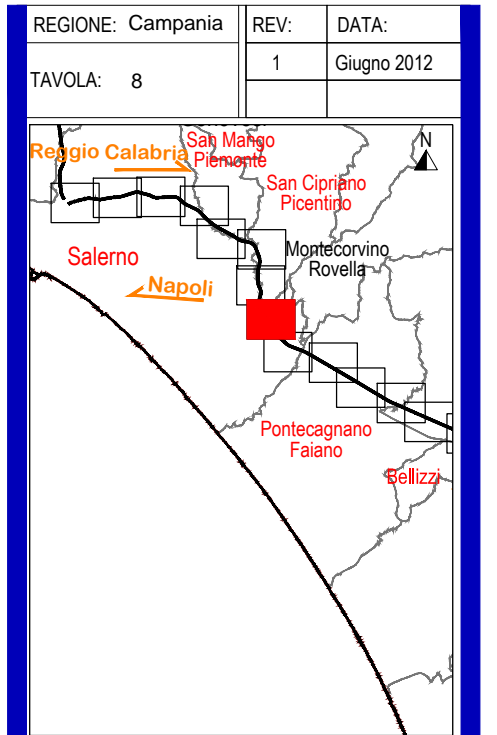 REGIONE: Campania
REV:
DATA:
TAVOLA: 8
1
Giugno 2012
San Mango
Piemonte
N
Reggio Calabria
San Cipriano
Picentino
Montecorvino
Rovella
Salerno
Napoli
Pontecagnano
Faiano
Bellizzi